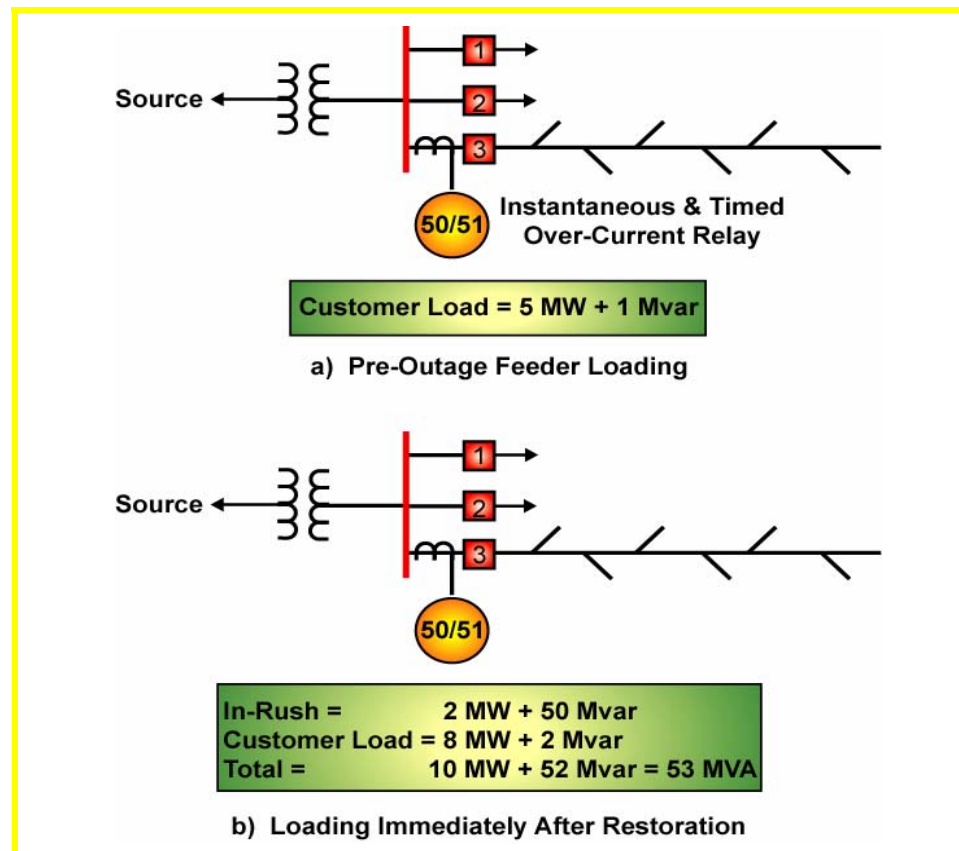 1
Source
2
3
50/51
Instantaneous & Timed
Over-Current Relay
Customer Load = 5 MW + 1 Mvar
a) Pre-Outage Feeder Loading
1
Source
2
3
50/51
In-Rush = 2 MW + 50 Mvar
Customer Load = 8 MW + 2 Mvar
Total = 10 MW + 52 Mvar = 53 MVA
b) Loading Immediately After Restoration